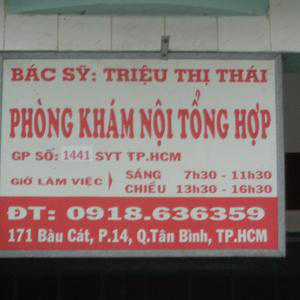 BÁC SỸ: TRIỆU THỊ THÁI
PHÒNG KHÁM NỘI TỔNG HỢP
GP SỐ: 1441 SYT TP.HCM
GIỜ LÀM VIỆC SÁNG 7h30 - 11h30
CHIỀU 13h30 - 16h30
ĐT: 0918.636359
171 Bàu Cát, P.14, Q.Tân Bình, TP.HCM